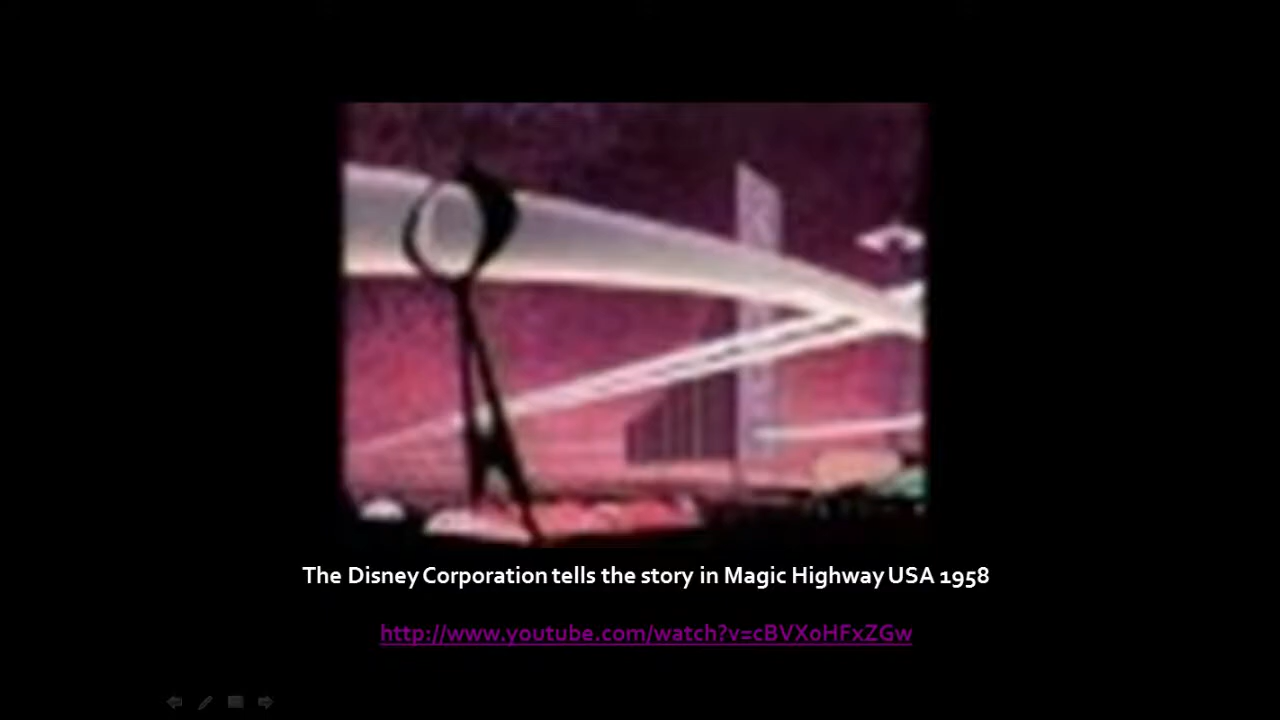 The Disney Corporation tells the story in Magic Highway USA 1958
http://www.youtube.com/watch?v=cBVXoHFxZGw